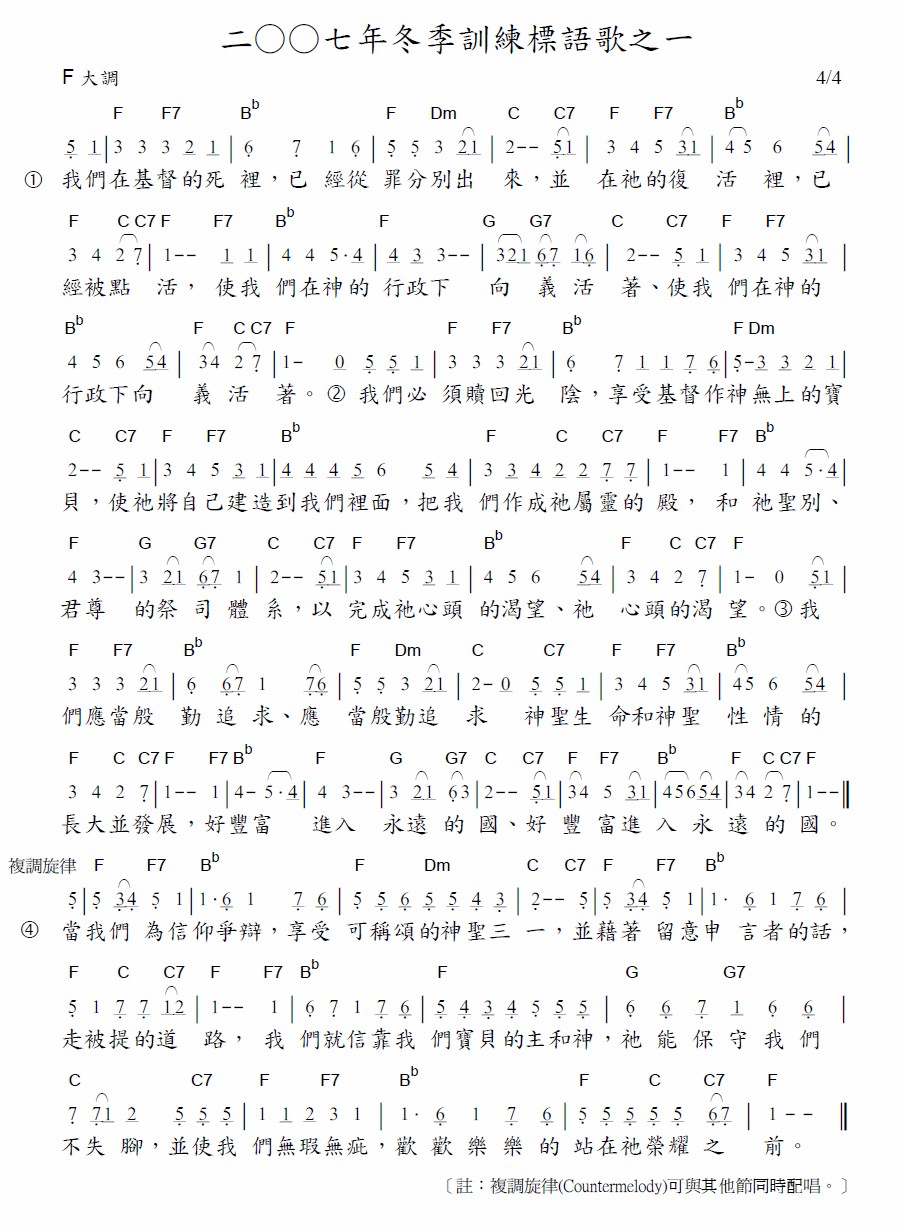 二〇〇七年冬季訓練標語歌之一
F 大調 4/4
F F7 Bb F Dm C C7 F F7 Bb
5 1 | 3 3 3 2 1 | 6 7 1 6 | 5 5 3 21 | 2-- 51 | 3 4 5 31 | 45 6 54 |
① 我們在基督的死 裡，已 經從 罪分別出 來，並 在祂的復 活 裡，已
F C C7 F F7 Bb F G G7 C C7 F F7
3 4 27 | 1-- 1 1 | 4 4 5·4 | 4 3 3-- | 321 67 16 | 2-- 5 1 | 3 4 5 31 |
經被點 活， 使我 們在神的 行政下 向 義 活 著、使我 們在神的
Bb F C C7 F F F7 Bb F Dm
4 5 6 54 | 34 27 | 1- 0 5 5 1 | 3 3 3 21 | 6 7 1 1 7 6 | 5-3 3 2 1 |
行政下向 義 活 著。② 我們必 須贖回光 陰，享受基督作神無上的寶
C C7 F F7 Bb F C C7 F F7 Bb
2-- 5 1 | 3 4 5 3 1 | 4 4 4 5 6 5 4 | 3 3 4 2 2 7 7 | 1-- 1 | 4 4 5·4 |
貝，使祂將自己建造到我們裡面，把我 們作成祂屬靈的 殿， 和 祂聖別、
F G G7 C C7 F F7 Bb F C C7 F
4 3-- | 3 21 67 1 | 2-- 51 | 3 4 5 3 1 | 4 5 6 54 | 3 4 2 7 | 1- 0 51 |
君尊 的祭 司 體 系，以 完成祂心頭 的渴望、祂 心頭的渴 望。③ 我
F F7 Bb F Dm C C7 F F7 Bb
3 3 3 21 | 6 67 1 76 | 5 5 3 21 | 2-0 5 5 1 | 3 4 5 31 | 45 6 54 |
們應當殷 勤 追 求、應 當殷勤追 求 神聖生 命和神聖 性 情 的
F C C7 F F7 Bb F G G7 C C7 F F7 Bb F C C7 F
3 4 2 7 | 1-- 1 | 4- 5·4 | 4 3-- | 3 21 63 | 2-- 51 | 34 5 31 | 45654 | 34 2 7 | 1-- ‖
長大並發展，好豐富 進入 永遠 的 國、好 豐 富進 入 永 遠 的 國。
複調旋律 F F7 Bb F Dm C C7 F F7 Bb
5 | 5 34 5 1 | 1·6 1 7 6 | 5 5 6 5 5 4 3 | 2-- 5 | 5 34 5 1 | 1· 6 1 7 6 |
④ 當我們 為信仰爭辯，享受 可稱頌的神聖三 一，並藉著 留意申 言者的話，
F C C7 F F7 Bb F G G7
5 1 7 7 12 | 1-- 1 | 6 7 1 7 6 | 5 4 3 4 5 5 5 | 6 6 7 1 6 6 |
走被提的道 路， 我 們就信靠我 們寶貝的主和神，祂 能 保 守 我 們
C C7 F F7 Bb F C C7 F
7 71 2 5 5 5 | 1 1 2 3 1 | 1· 6 1 7 6 | 5 5 5 5 5 67 | 1 - - ‖
不失 腳，並使我 們無瑕無疵，歡 歡 樂 樂 的 站在祂榮耀 之 前。
〔 註：複調旋律(Countermelody)可與其他節同時配唱。〕